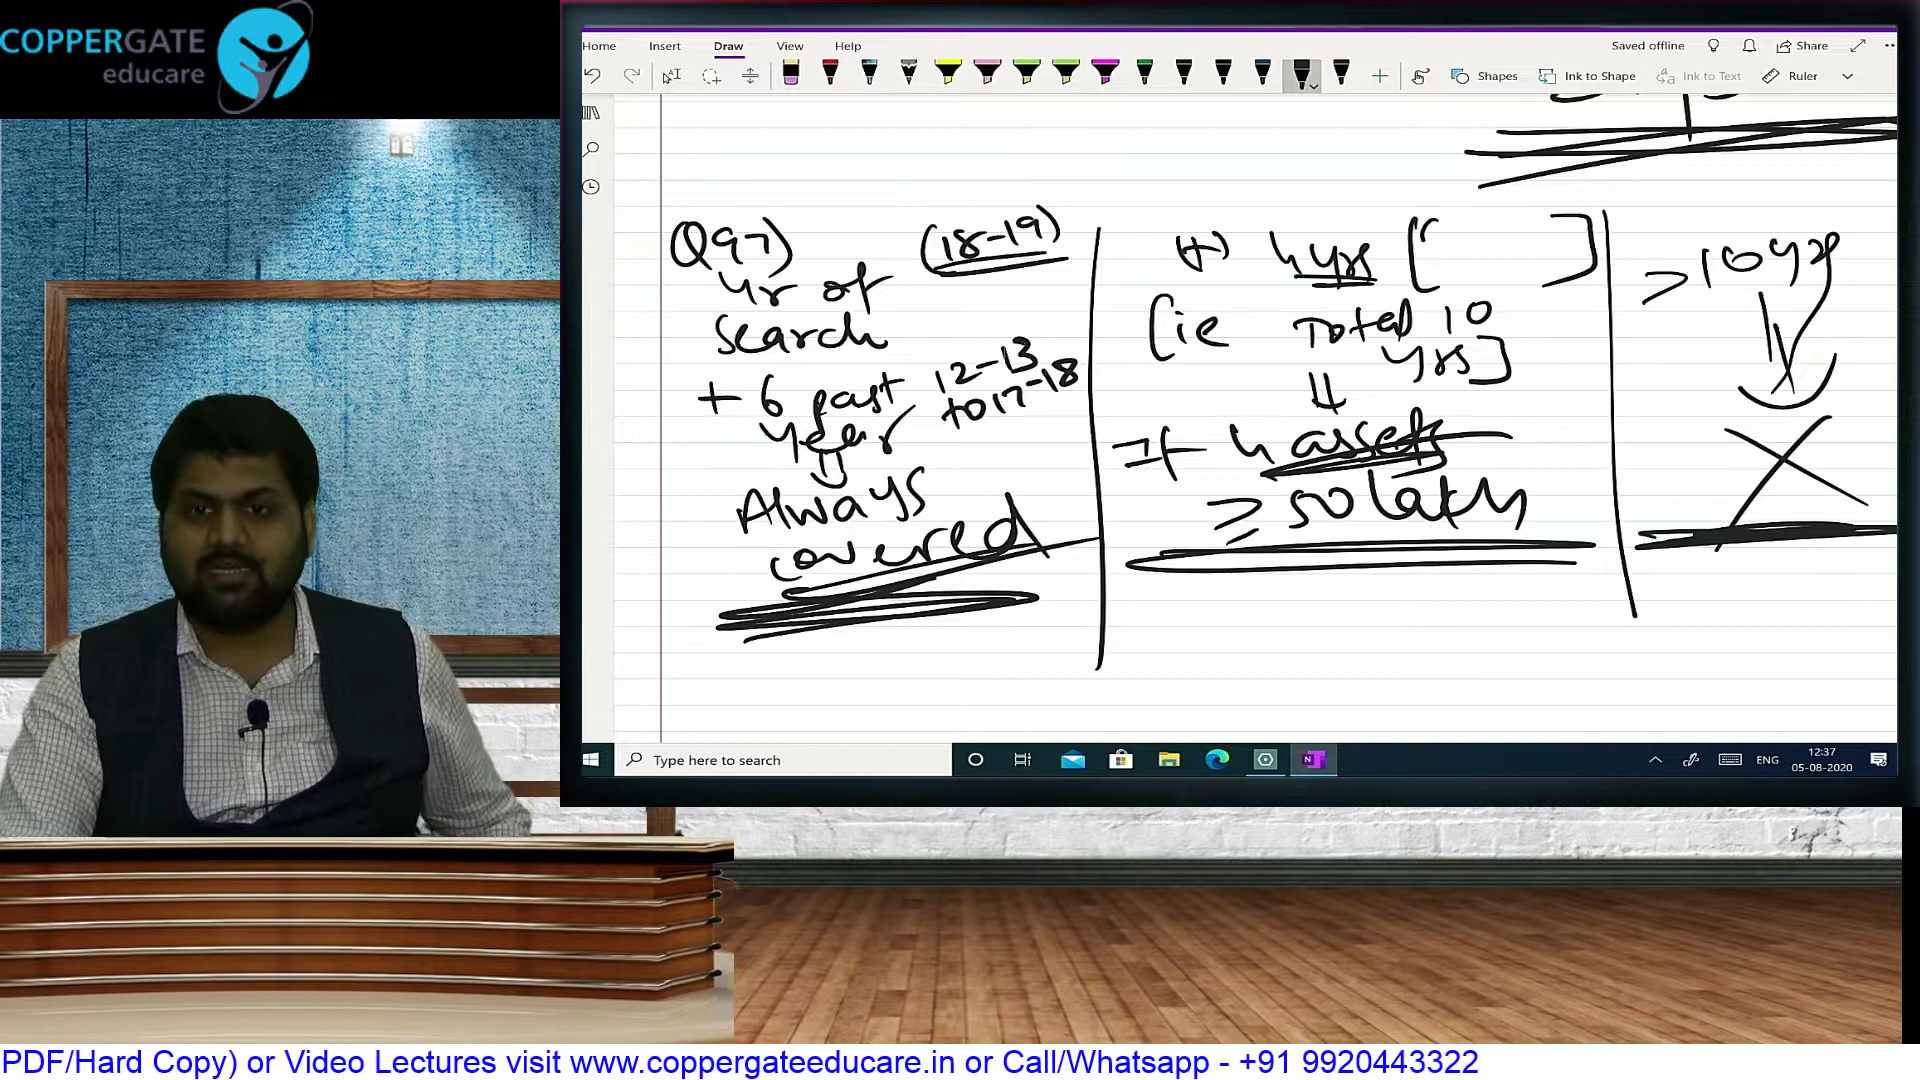 COPPERGATE
educare
Home Insert Draw View Help
Saved offline Share
Shapes Ink to Shape Ink to Text Ruler
Q97) (18-19)
Yr of
search
+ 6 past 12-13
year to 17-18
Always
covered
(+) 4 yrs [ ]
[ie Total 10
yrs]
If 4 assets
≥ 50 lakh
> 10 yr
Type here to search
ENG
12:37
05-08-2020
PDF/Hard Copy) or Video Lectures visit www.coppergateeducare.in or Call/Whatsapp - +91 9920443322